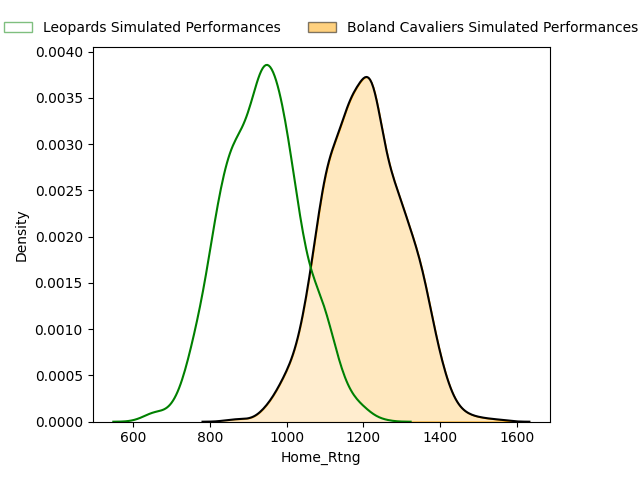 Leopards Simulated Performances Boland Cavaliers Simulated Performances
0.0040
0.0035
0.0030
0.0025
0.0020
0.0015
0.0010
0.0005
0.0000
Density
600 800 1000 1200 1400 1600
Home_Rtng